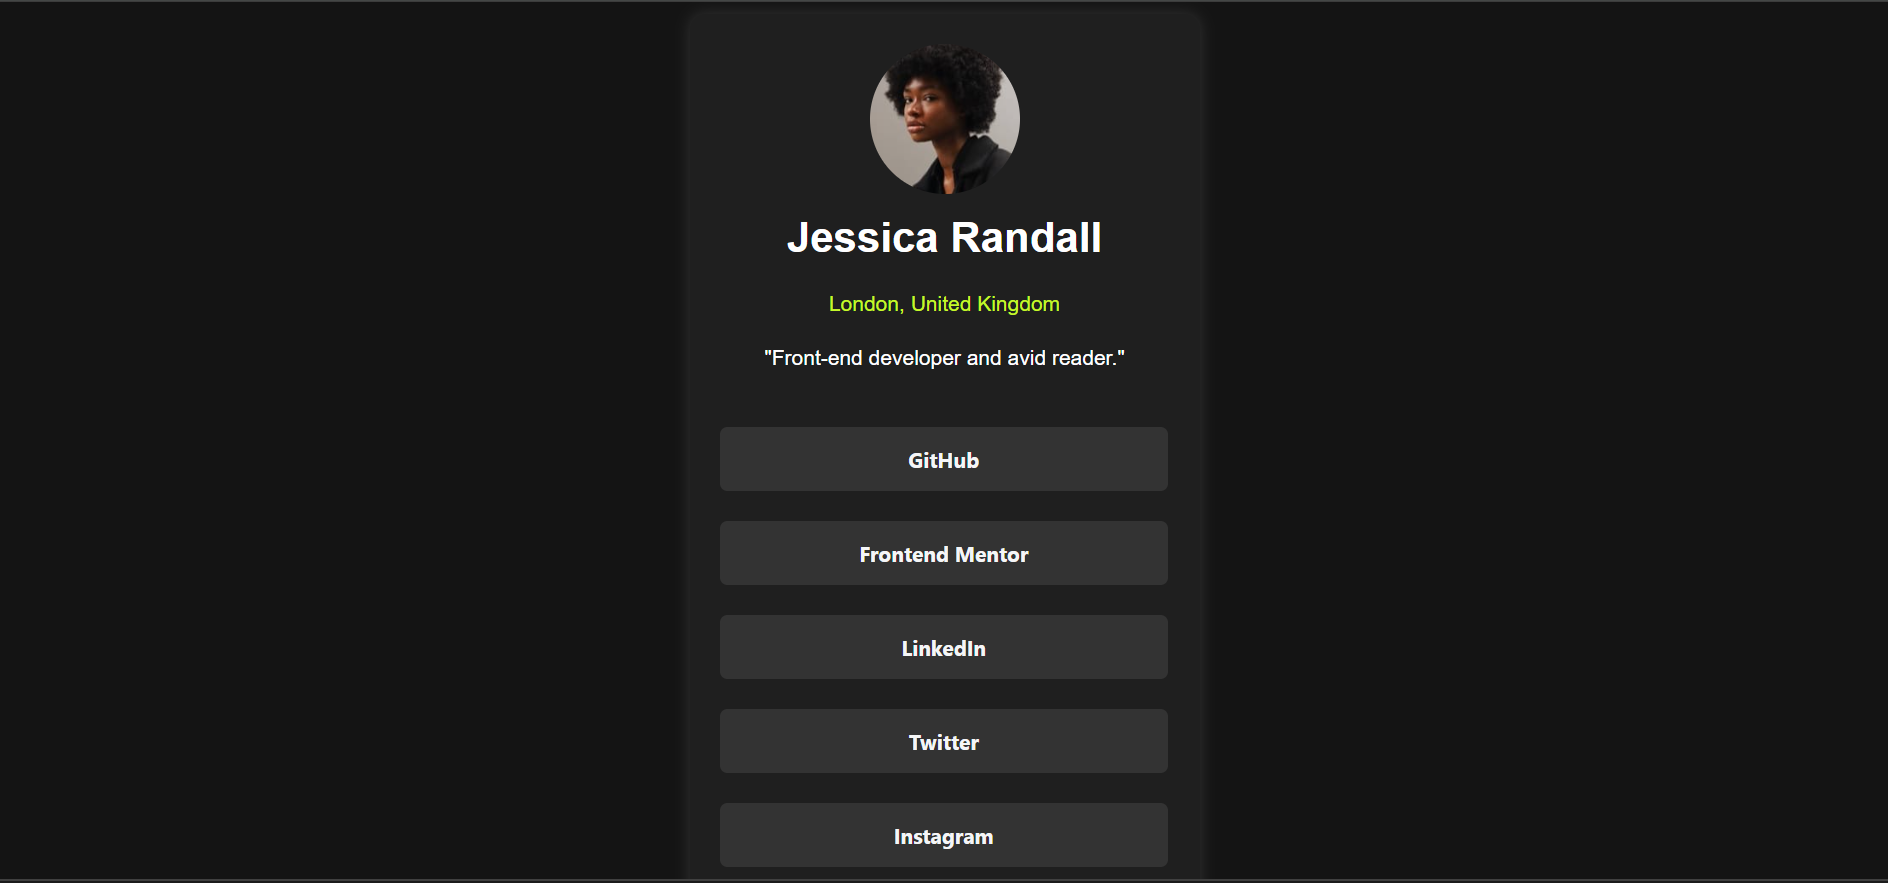 Jessica Randall
London, United Kingdom
"Front-end developer and avid reader."
GitHub
Frontend Mentor
LinkedIn
Twitter
Instagram